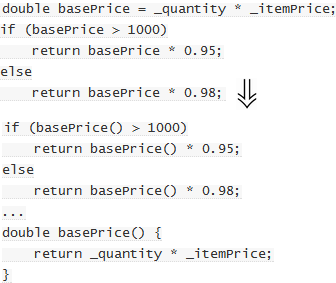 double basePrice = _quantity * _itemPrice;
if (basePrice > 1000)
    return basePrice * 0.95;
else
    return basePrice * 0.98;
if (basePrice() > 1000)
    return basePrice() * 0.95;
else
    return basePrice() * 0.98;
...
double basePrice() {
    return _quantity * _itemPrice;
}